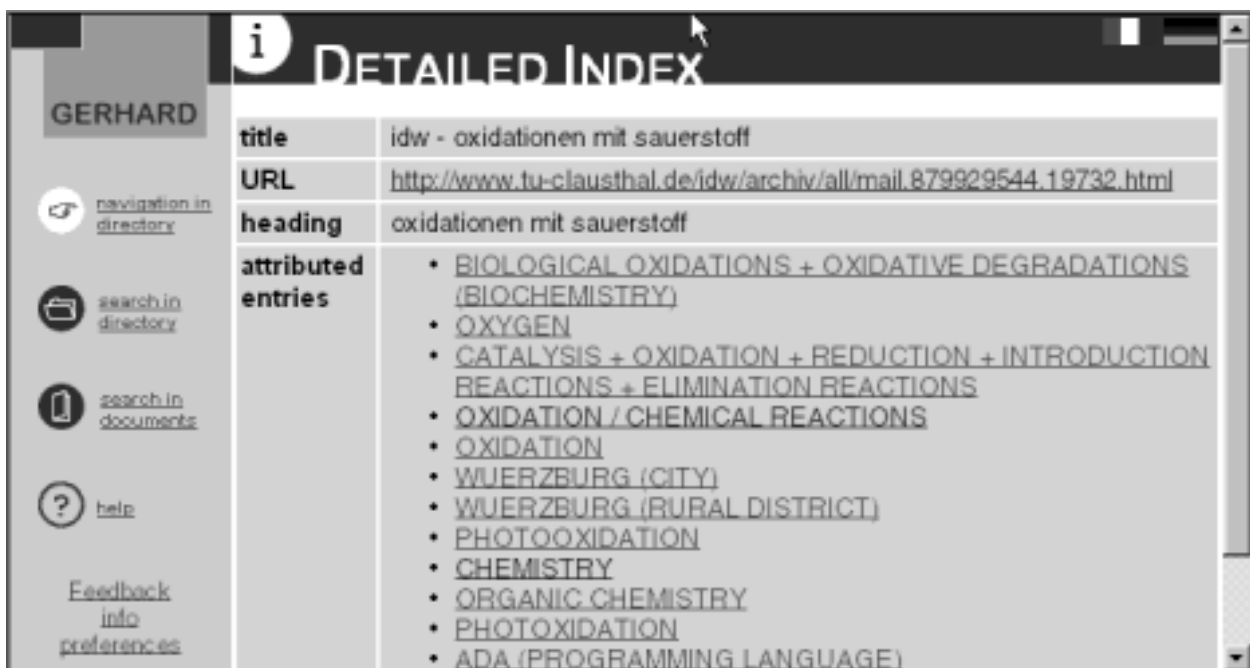 i
DETAILED INDEX
GERHARD
navigation in
directory
search in
directory
search in
documents
?
help
Feedback
info
preferences
title idw - oxidationen mit sauerstoff
URL http://www.tu-clausthal.de/idw/archiv/all/mail.879929544.19732.html
heading oxidationen mit sauerstoff
attributed
entries
• BIOLOGICAL OXIDATIONS + OXIDATIVE DEGRADATIONS
(BIOCHEMISTRY)
• OXYGEN
• CATALYSIS + OXIDATION + REDUCTION + INTRODUCTION
REACTIONS + ELIMINATION REACTIONS
• OXIDATION / CHEMICAL REACTIONS
• OXIDATION
• WUERZBURG (CITY)
• WUERZBURG (RURAL DISTRICT)
• PHOTOOXIDATION
• CHEMISTRY
• ORGANIC CHEMISTRY
• PHOTOXIDATION
• ADA (PROGRAMMING LANGUAGE)